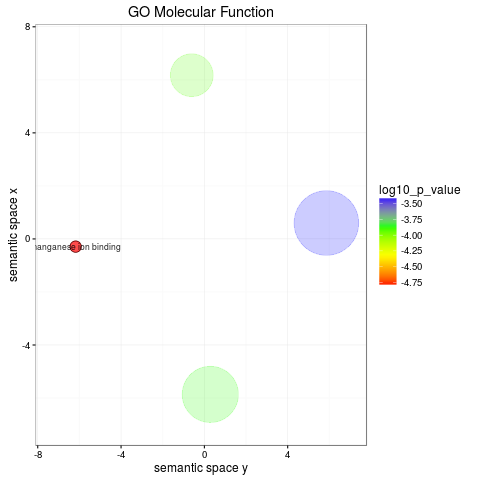 GO Molecular Function
8
4
0
-4
semantic space x
anganese ion binding
-8
-4
0
4
semantic space y
log10_p_value
-3.50
-3.75
-4.00
-4.25
-4.50
-4.75